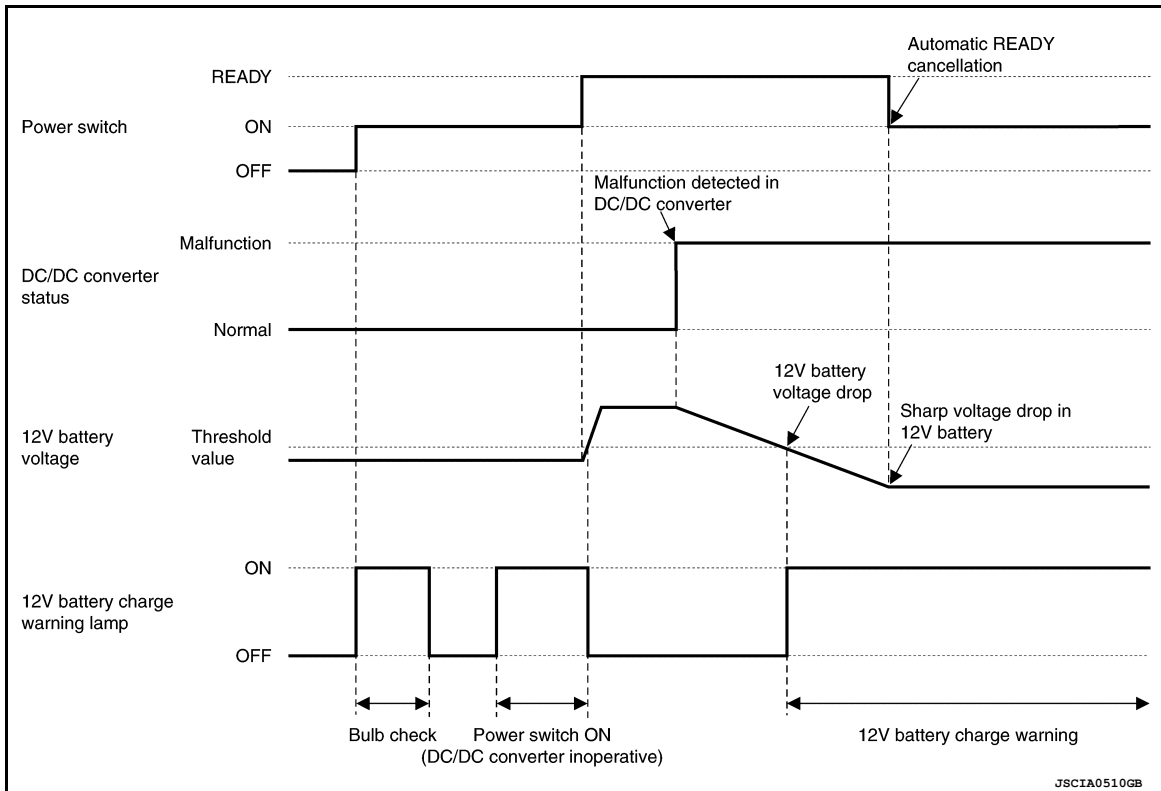 Automatic READY
cancellation
READY
Power switch
ON
OFF
Malfunction detected in
DC/DC converter
Malfunction
DC/DC converter
status
Normal
12V battery
voltage drop
Sharp voltage drop in
12V battery
12V battery
voltage
Threshold
value
ON
12V battery charge
warning lamp
OFF
Bulb check
Power switch ON
(DC/DC converter inoperative)
12V battery charge warning
JSCIA0510GB